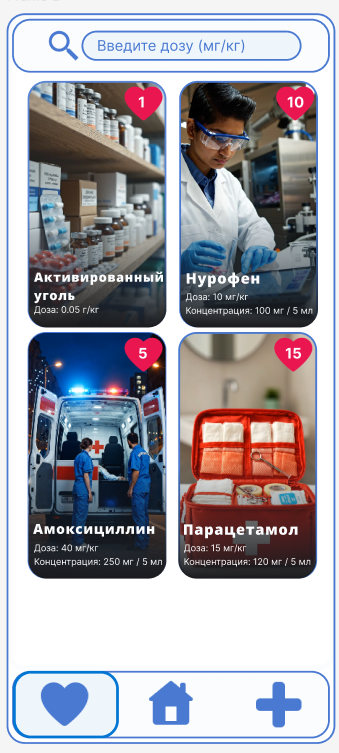 Введите дозу (мг/кг)
1
10
Активированный
уголь
Доза: 0.05 г/кг
Нурофен
Доза: 10 мг/кг
Концентрация: 100 мг / 5 мл
5
15
Амоксициллин
Доза: 40 мг/кг
Концентрация: 250 мг / 5 мл
Парацетамол
Доза: 15 мг/кг
Концентрация: 120 мг / 5 мл